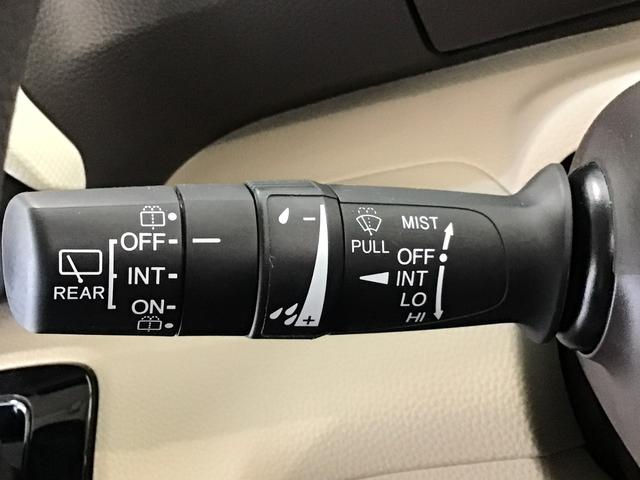 OFF
INT
ON
REAR
−
+
PULL
MIST
OFF
INT
LO
HI